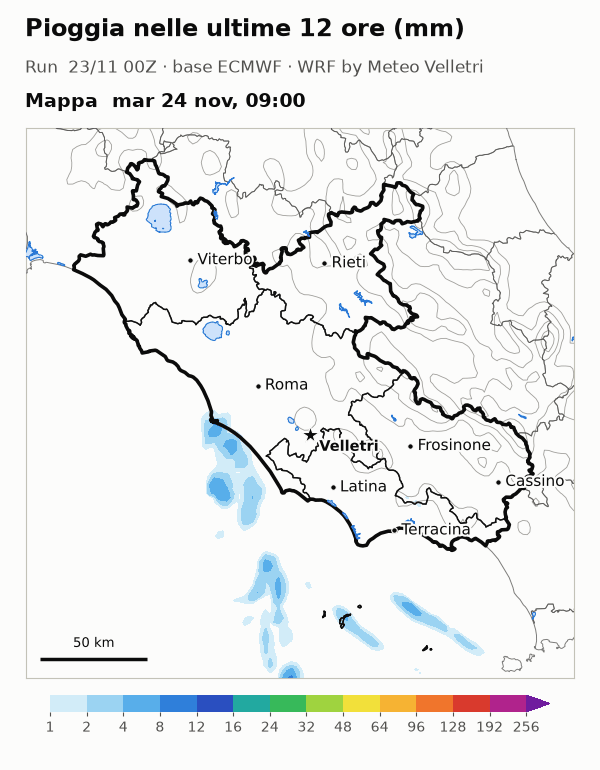 Pioggia nelle ultime 12 ore (mm)
Run  23/11 00Z · base ECMWF · WRF by Meteo Velletri
Mappa  mar 24 nov, 09:00
Viterbo
Rieti
Roma
Velletri
Frosinone
Cassino
Latina
Terracina
50 km
1 2 4 8 12 16 24 32 48 64 96 128 192 256